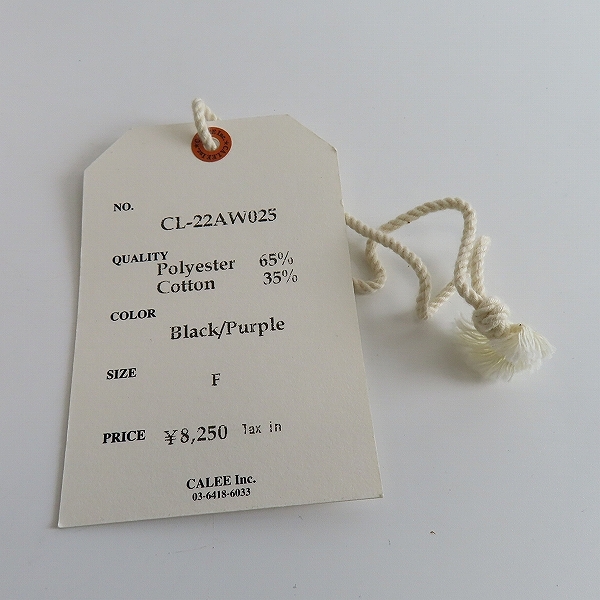 NO. CL-22AW025
QUALITY Polyester 65%
Cotton 35%
COLOR Black/Purple
SIZE F
PRICE ¥8,250 Tax in
CALEE Inc.
03-6418-6033